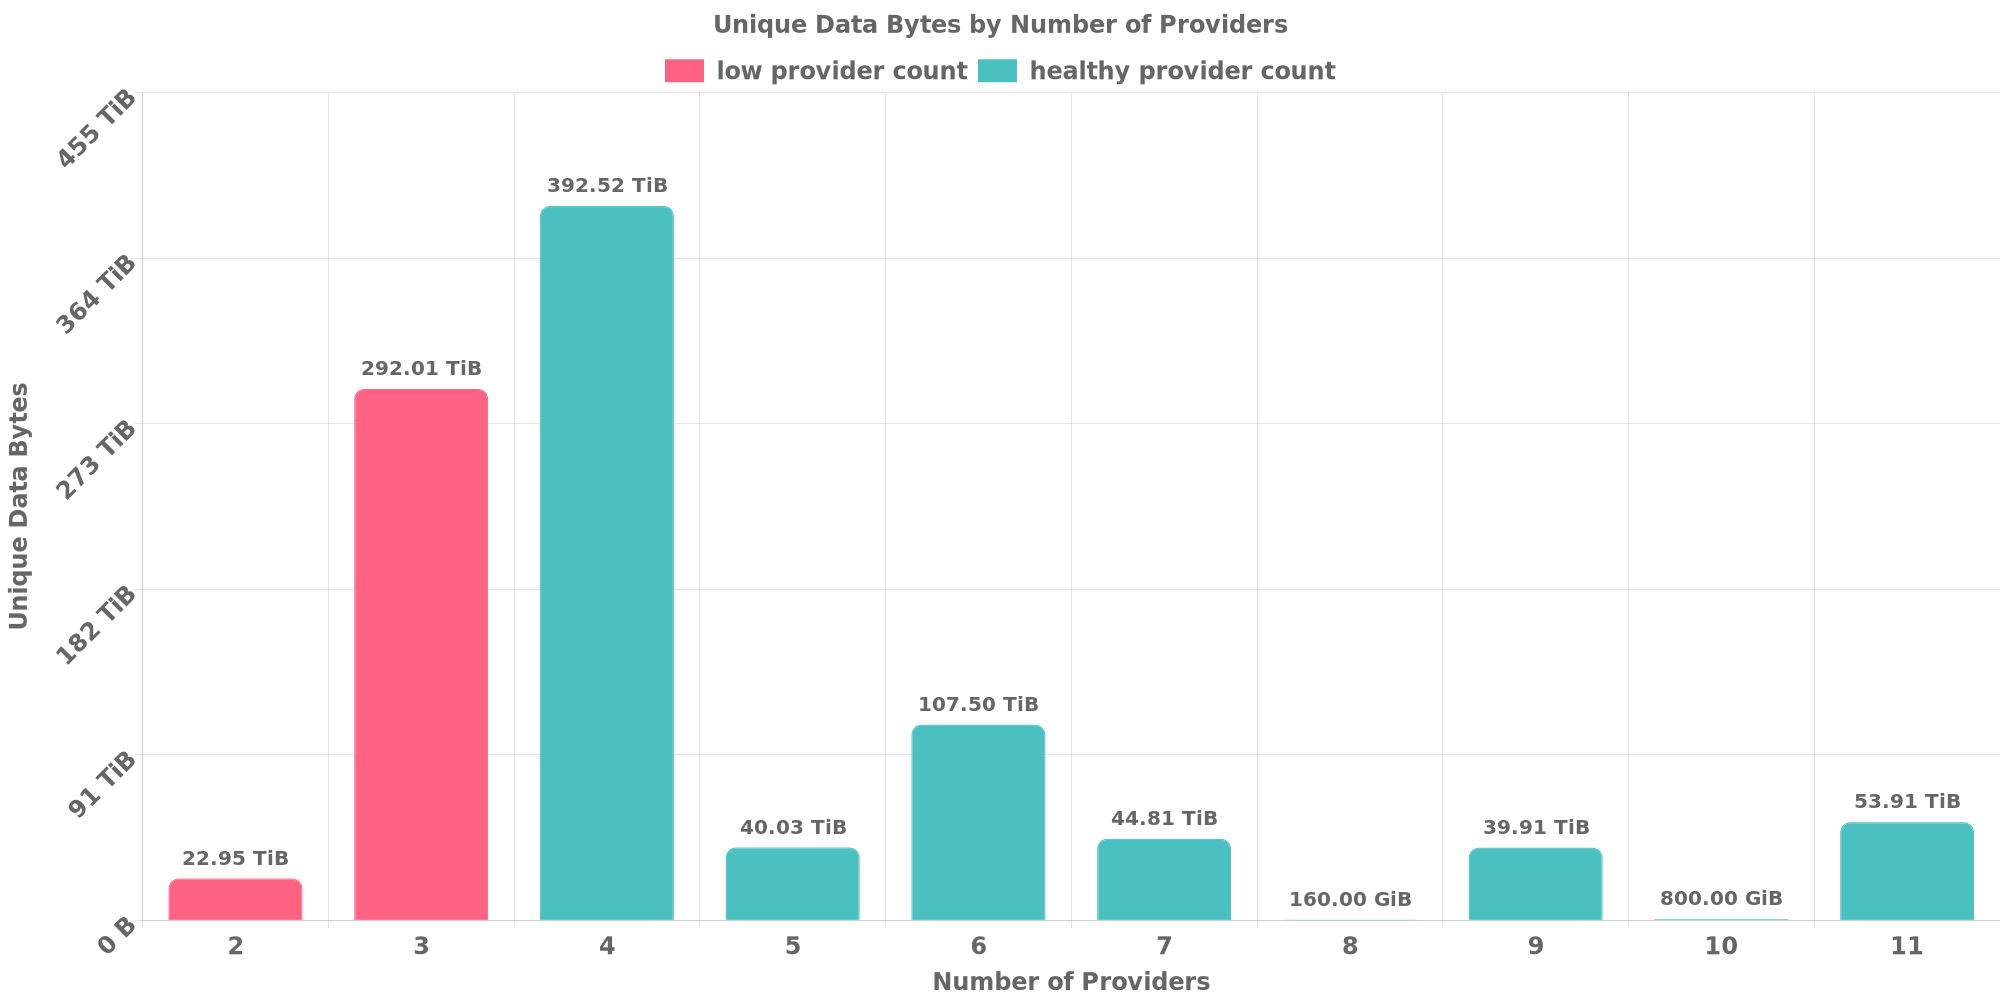 Unique Data Bytes by Number of Providers
low provider count
healthy provider count
Unique Data Bytes
455 TiB
364 TiB
273 TiB
182 TiB
91 TiB
0 B
22.95 TiB
292.01 TiB
392.52 TiB
40.03 TiB
107.50 TiB
44.81 TiB
160.00 GiB
39.91 TiB
800.00 GiB
53.91 TiB
2 3 4 5 6 7 8 9 10 11
Number of Providers